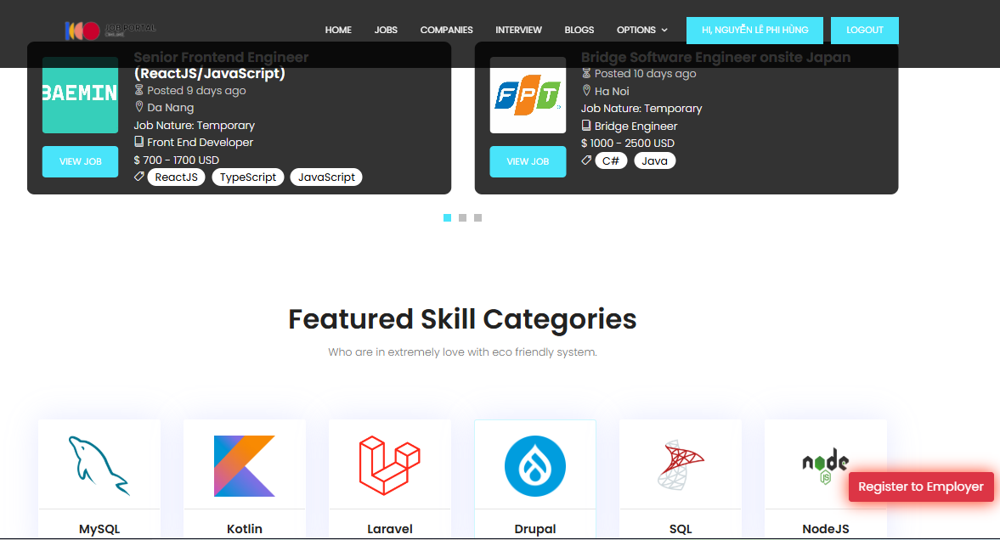 JOB PORTAL
ONLINE
HOME JOBS COMPANIES INTERVIEW BLOGS OPTIONS HI, NGUYỄN LÊ PHI HÙNG LOGOUT
Senior Frontend Engineer
(ReactJS/JavaScript)
Posted 9 days ago
Da Nang
Job Nature: Temporary
Front End Developer
$ 700 - 1700 USD
ReactJS TypeScript JavaScript
BAEMIN
VIEW JOB
Bridge Software Engineer onsite Japan
Posted 10 days ago
Ha Noi
Job Nature: Temporary
Bridge Engineer
$ 1000 - 2500 USD
C# Java
FPT
VIEW JOB
Featured Skill Categories
Who are in extremely love with eco friendly system.
node
JS
Register to Employer
MySQL Kotlin Laravel Drupal SQL NodeJS